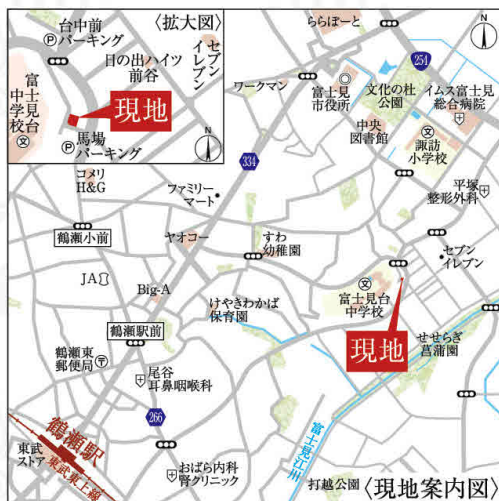 〈拡大図〉
台中前
パーキング
P
日の出ハイツ
前谷
セブン
イレブン
富士見台
中学校
文
現地
P
馬場
パーキング
N
ららぽーと
N
254
ワークマン
富士見
市役所
文化の杜
公園
イムス富士見
総合病院
中央
図書館
文
諏訪
小学校
334
コメリ
H&G
ファミリー
マート
平塚
整形外科
鶴瀬小前
ヤオコー
すわ
幼稚園
セブン
イレブン
JA
Big-A
けやきわかば
保育園
文
富士見台
中学校
現地
鶴瀬駅前
せせらぎ
菖蒲園
鶴瀬東
郵便局
尾谷
耳鼻咽喉科
266
富士見江川
鶴瀬駅
東武
ストア
東武東上線
おばら内科
腎クリニック
打越公園
〈現地案内図〉